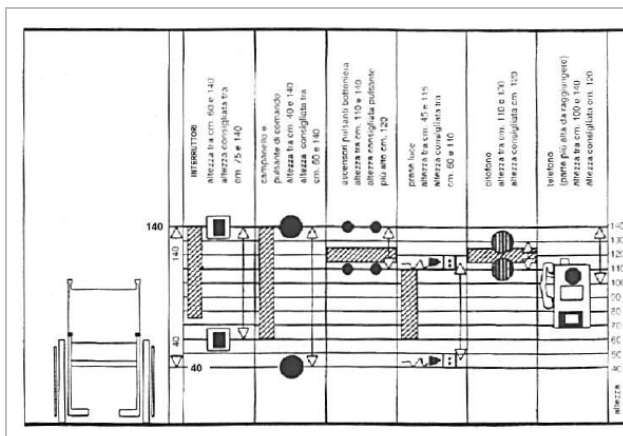 INTERRUTTORI
altezza tra cm. 60 e 140
altezza consigliata tra
cm. 75 e 140
campanello e
pulsante di comando
altezza tra cm. 40 e 140
altezza consigliata tra
cm. 60 e 140
ascensori pulsanti bottoniera
altezza tra cm. 110 e 140
altezza consigliata pulsante
più alto cm. 120
prese luce
altezza tra cm. 45 e 115
altezza consigliata tra
cm. 60 e 110
citofono
altezza tra cm. 110 e 130
altezza consigliata cm. 120
telefono
(parte più alta da raggiungere)
altezza tra cm. 100 e 140
altezza consigliata cm. 120
140
140
40
40
140
130
120
110
100
90
80
70
60
50
40
altezza